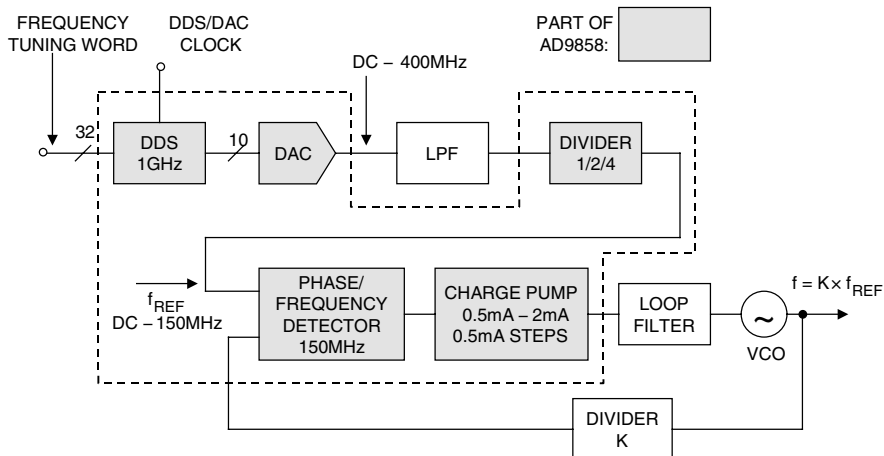 FREQUENCY
TUNING WORD
DDS/DAC
CLOCK
PART OF
AD9858:
DC – 400MHz
32
DDS
1GHz
10
DAC
LPF
DIVIDER
1/2/4
fREF
DC – 150MHz
PHASE/
FREQUENCY
DETECTOR
150MHz
CHARGE PUMP
0.5mA – 2mA
0.5mA STEPS
LOOP
FILTER
~
VCO
f = K× fREF
DIVIDER
K